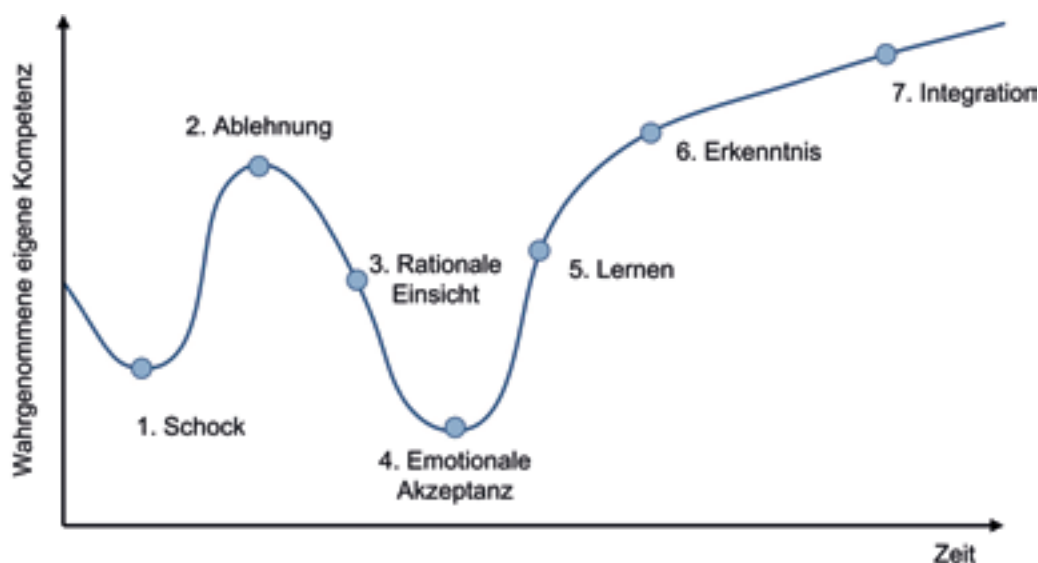 Wahrgenommene eigene Kompetenz
2. Ablehnung
7. Integration
6. Erkenntnis
3. Rationale
Einsicht
5. Lernen
1. Schock
4. Emotionale
Akzeptanz
Zeit